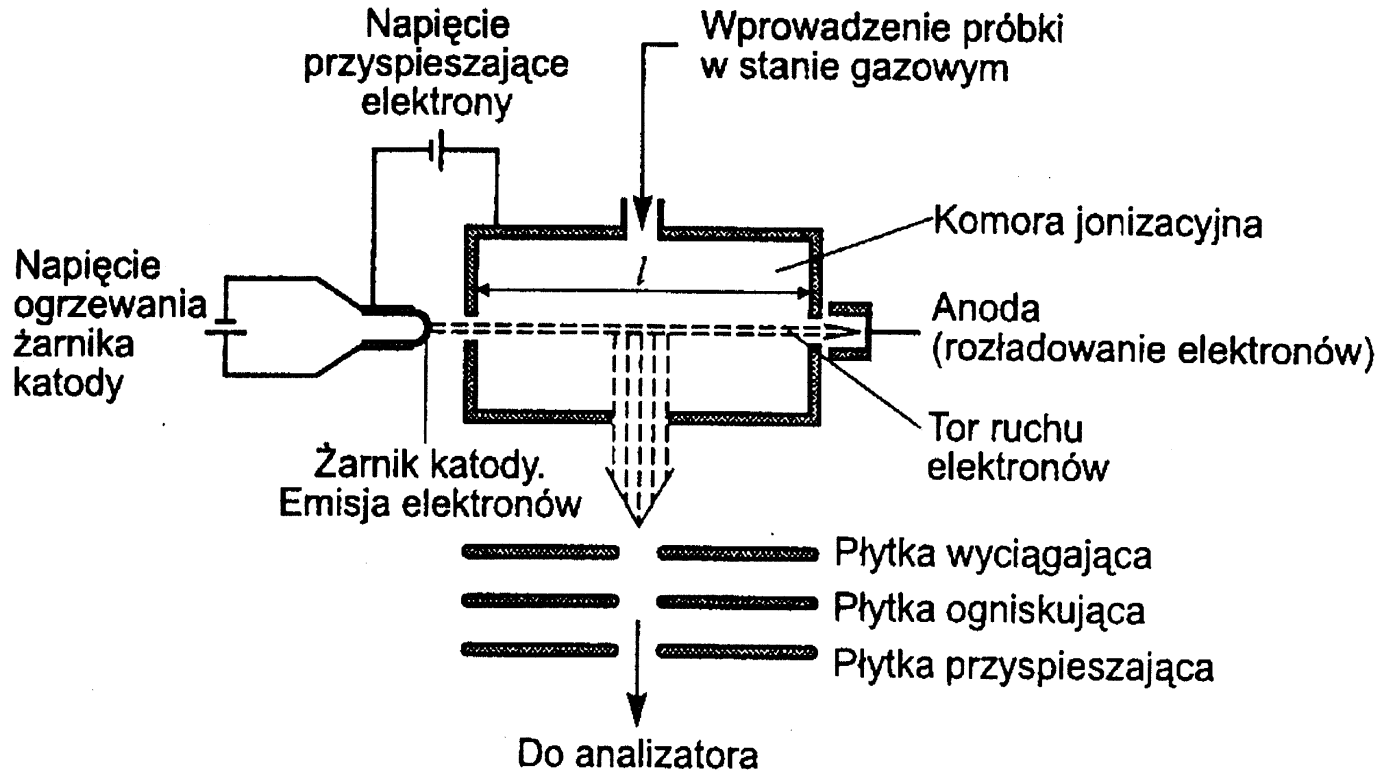 Napięcie
przyspieszające
elektrony
Wprowadzenie próbki
w stanie gazowym
Komora jonizacyjna
Napięcie
ogrzewania
żarnika
katody
l
Anoda
(rozładowanie elektronów)
Tor ruchu
elektronów
Żarnik katody.
Emisja elektronów
Płytka wyciągająca
Płytka ogniskująca
Płytka przyspieszająca
Do analizatora